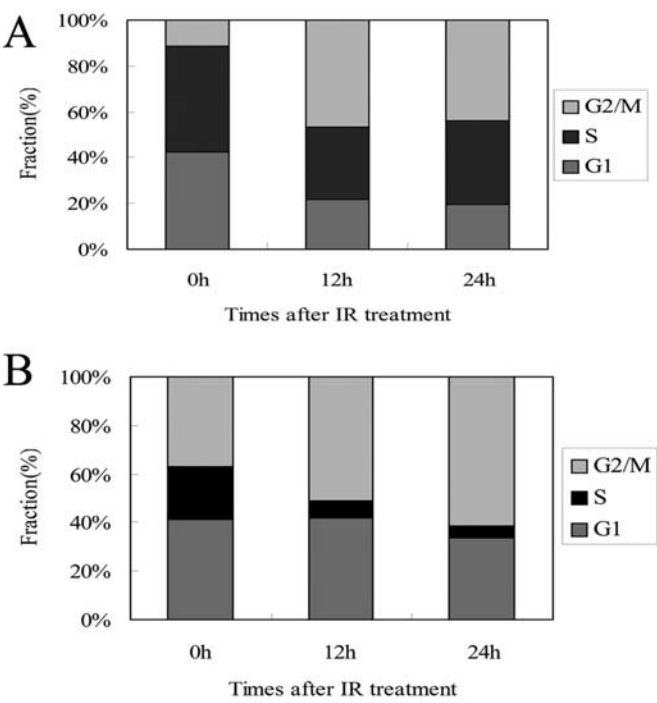 A
100%
80%
60%
40%
20%
0%
Fraction(%)
G2/M
S
G1
0h 12h 24h
Times after IR treatment
B
100%
80%
60%
40%
20%
0%
Fraction(%)
G2/M
S
G1
0h 12h 24h
Times after IR treatment